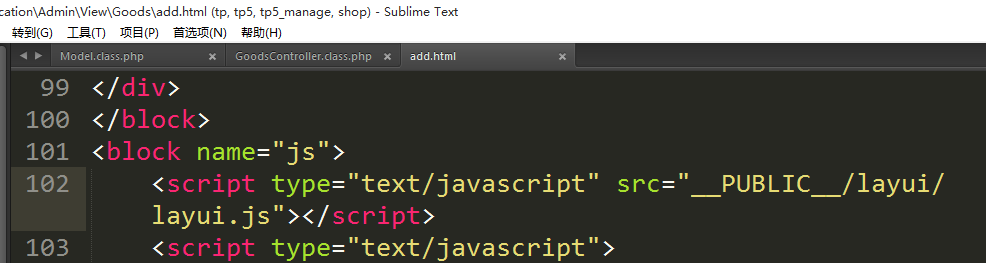 cation\Admin\View\Goods\add.html (tp, tp5, tp5_manage, shop) - Sublime Text
转到(G) 工具(T) 项目(P) 首选项(N) 帮助(H)
Model.class.php × GoodsController.class.php × add.html ×
99 </div>
100 </block>
101 <block name="js">
102 <script type="text/javascript" src="__PUBLIC__/layui/
layui.js"></script>
103 <script type="text/javascript">